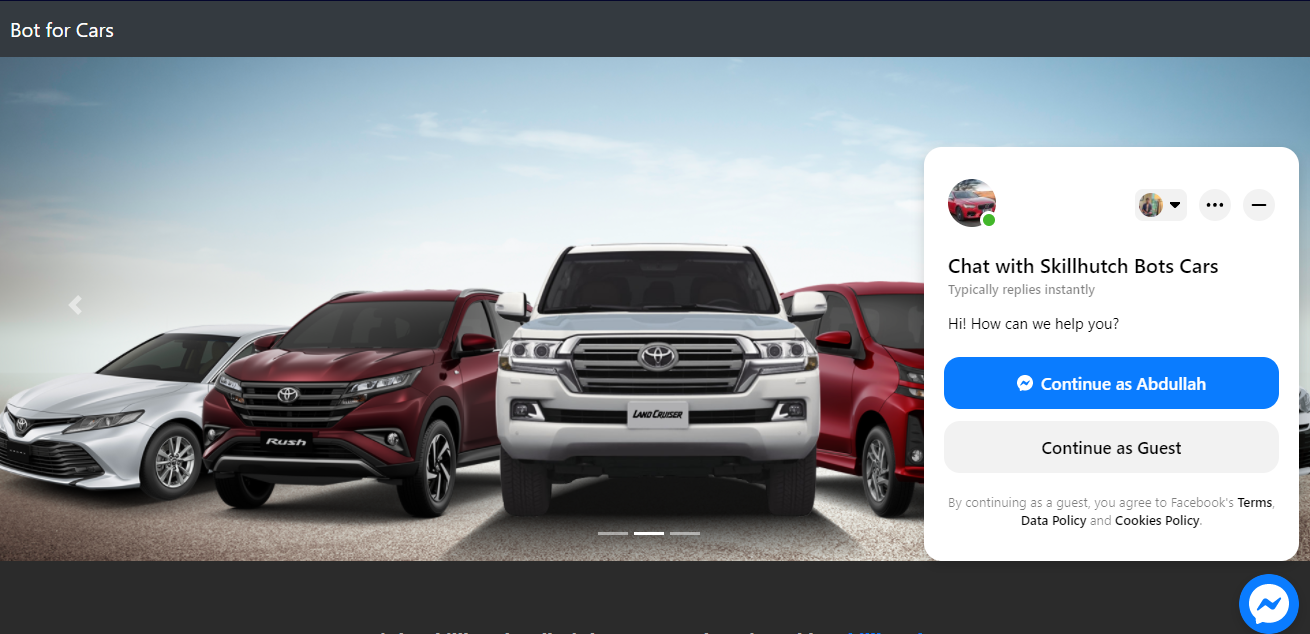 Bot for Cars
Chat with Skillhutch Bots Cars
Typically replies instantly
Hi! How can we help you?
Continue as Abdullah
Continue as Guest
By continuing as a guest, you agree to Facebook's Terms,
Data Policy and Cookies Policy.
Rush
LAND CRUISER